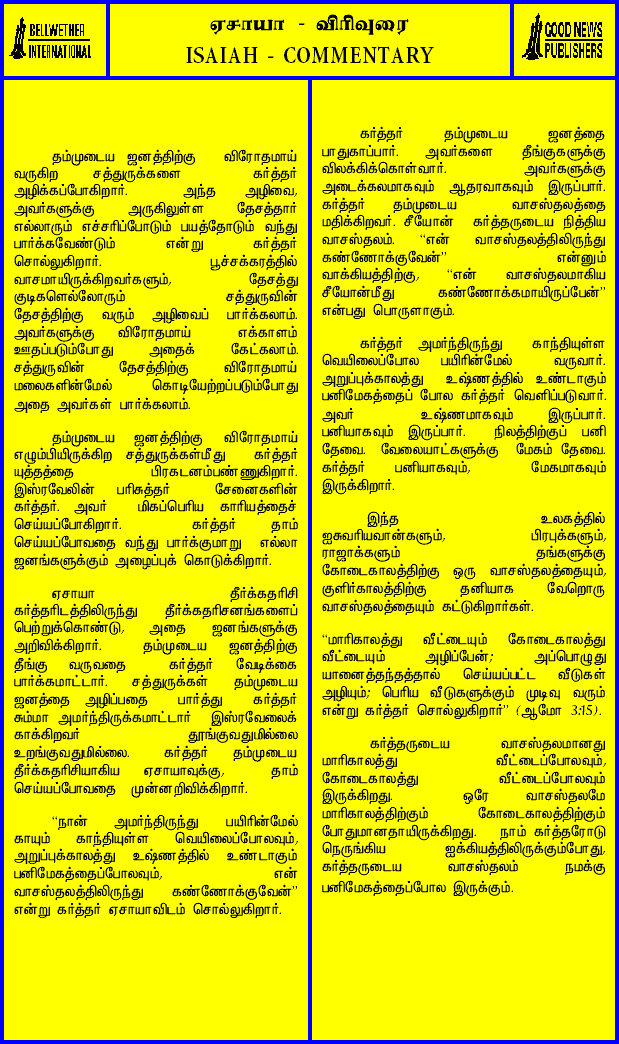 BELLWETHER
INTERNATIONAL
ஏசாயா - விரிவுரை
ISAIAH - COMMENTARY
GOOD NEWS
PUBLISHERS
தம்முடைய ஜனத்திற்கு விரோதமாய்
வருகிற சத்துருக்களை கர்த்தர்
அழிக்கப்போகிறார். அந்த அழிவை,
அவர்களுக்கு அருகிலுள்ள தேசத்தார்
எல்லாரும் எச்சரிப்போடும் பயத்தோடும் வந்து
பார்க்கவேண்டும் என்று கர்த்தர்
சொல்லுகிறார். பூச்சக்கரத்தில்
வாசமாயிருக்கிறவர்களும், தேசத்து
குடிகளெல்லோரும் சத்துருவின்
தேசத்திற்கு வரும் அழிவைப் பார்க்கலாம்.
அவர்களுக்கு விரோதமாய் எக்காளம்
ஊதப்படும்போது அதைக் கேட்கலாம்.
சத்துருவின் தேசத்திற்கு விரோதமாய்
மலைகளின்மேல் கொடியேற்றப்படும்போது
அதை அவர்கள் பார்க்கலாம்.
தம்முடைய ஜனத்திற்கு விரோதமாய்
எழும்பியிருக்கிற சத்துருக்கள்மீது கர்த்தர்
யுத்தத்தை பிரகடனம்பண்ணுகிறார்.
இஸ்ரவேலின் பரிசுத்தர் சேனைகளின்
கர்த்தர். அவர் மிகப்பெரிய காரியத்தைச்
செய்யப்போகிறார். கர்த்தர் தாம்
செய்யப்போவதை வந்து பார்க்குமாறு எல்லா
ஜனங்களுக்கும் அழைப்புக் கொடுக்கிறார்.
ஏசாயா தீர்க்கதரிசி
கர்த்தரிடத்திலிருந்து தீர்க்கதரிசனங்களைப்
பெற்றுக்கொண்டு, அதை ஜனங்களுக்கு
அறிவிக்கிறார். தம்முடைய ஜனத்திற்கு
தீங்கு வருவதை கர்த்தர் வேடிக்கை
பார்க்கமாட்டார். சத்துருக்கள் தம்முடைய
ஜனத்தை அழிப்பதை பார்த்து கர்த்தர்
சும்மா அமர்ந்திருக்கமாட்டார் இஸ்ரவேலைக்
காக்கிறவர் தூங்குவதுமில்லை
உறங்குவதுமில்லை. கர்த்தர் தம்முடைய
தீர்க்கதரிசியாகிய ஏசாயாவுக்கு, தாம்
செய்யப்போவதை முன்னறிவிக்கிறார்.
“நான் அமர்ந்திருந்து பயிரின்மேல்
காயும் காந்தியுள்ள வெயிலைப்போலவும்,
அறுப்புக்காலத்து உஷ்ணத்தில் உண்டாகும்
பனிமேகத்தைப்போலவும், என்
வாசஸ்தலத்திலிருந்து கண்ணோக்குவேன்”
என்று கர்த்தர் ஏசாயாவிடம் சொல்லுகிறார்.
கர்த்தர் தம்முடைய ஜனத்தை
பாதுகாப்பார். அவர்களை தீங்குகளுக்கு
விலக்கிக்கொள்வார். அவர்களுக்கு
அடைக்கலமாகவும் ஆதரவாகவும் இருப்பார்.
கர்த்தர் தம்முடைய வாசஸ்தலத்தை
மதிக்கிறவர். சீயோன் கர்த்தருடைய நித்திய
வாசஸ்தலம். “என் வாசஸ்தலத்திலிருந்து
கண்ணோக்குவேன்” என்னும்
வாக்கியத்திற்கு, “என் வாசஸ்தலமாகிய
சீயோன்மீது கண்ணோக்கமாயிருப்பேன்”
என்பது பொருளாகும்.
கர்த்தர் அமர்ந்திருந்து காந்தியுள்ள
வெயிலைப்போல பயிரின்மேல் வருவார்.
அறுப்புக்காலத்து உஷ்ணத்தில் உண்டாகும்
பனிமேகத்தைப் போல கர்த்தர் வெளிப்படுவார்.
அவர் உஷ்ணமாகவும் இருப்பார்.
பனியாகவும் இருப்பார். நிலத்திற்குப் பனி
தேவை. வேலையாட்களுக்கு மேகம் தேவை.
கர்த்தர் பனியாகவும், மேகமாகவும்
இருக்கிறார்.
இந்த உலகத்தில்
ஐசுவரியவான்களும், பிரபுக்களும்,
ராஜாக்களும் தங்களுக்கு
கோடைகாலத்திற்கு ஒரு வாசஸ்தலத்தையும்,
குளிர்காலத்திற்கு தனியாக வேறொரு
வாசஸ்தலத்தையும் கட்டுகிறார்கள்.
“மாரிகாலத்து வீட்டையும் கோடைகாலத்து
வீட்டையும் அழிப்பேன்; அப்பொழுது
யானைத்தந்தத்தால் செய்யப்பட்ட வீடுகள்
அழியும்; பெரிய வீடுகளுக்கும் முடிவு வரும்
என்று கர்த்தர் சொல்லுகிறார்” (ஆமோ 3:15).
கர்த்தருடைய வாசஸ்தலமானது
மாரிகாலத்து வீட்டைப்போலவும்,
கோடைகாலத்து வீட்டைப்போலவும்
இருக்கிறது. ஒரே வாசஸ்தலமே
மாரிகாலத்திற்கும் கோடைகாலத்திற்கும்
போதுமானதாயிருக்கிறது. நாம் கர்த்தரோடு
நெருங்கிய ஐக்கியத்திலிருக்கும்போது,
கர்த்தருடைய வாசஸ்தலம் நமக்கு
பனிமேகத்தைப்போல இருக்கும்.